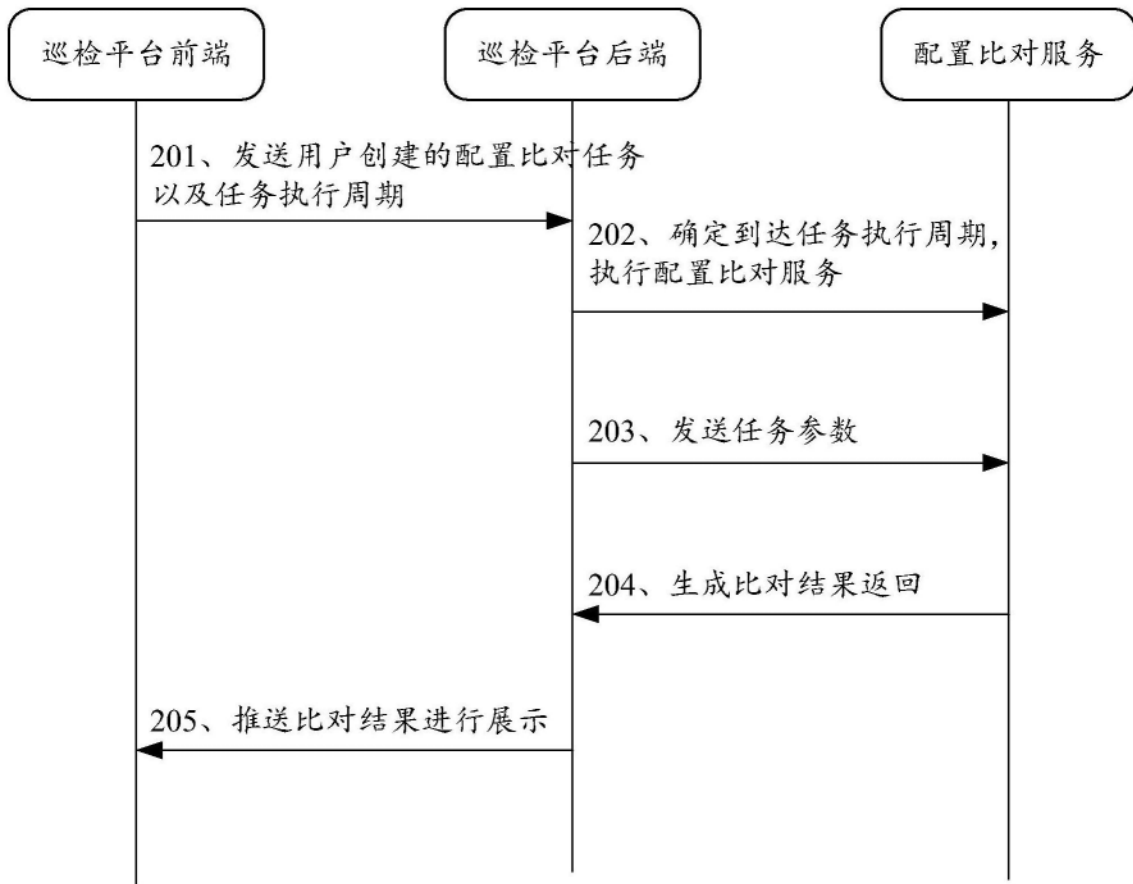 巡检平台前端
巡检平台后端
配置比对服务
201、发送用户创建的配置比对任务
以及任务执行周期
202、确定到达任务执行周期，
执行配置比对服务
203、发送任务参数
204、生成比对结果返回
205、推送比对结果进行展示